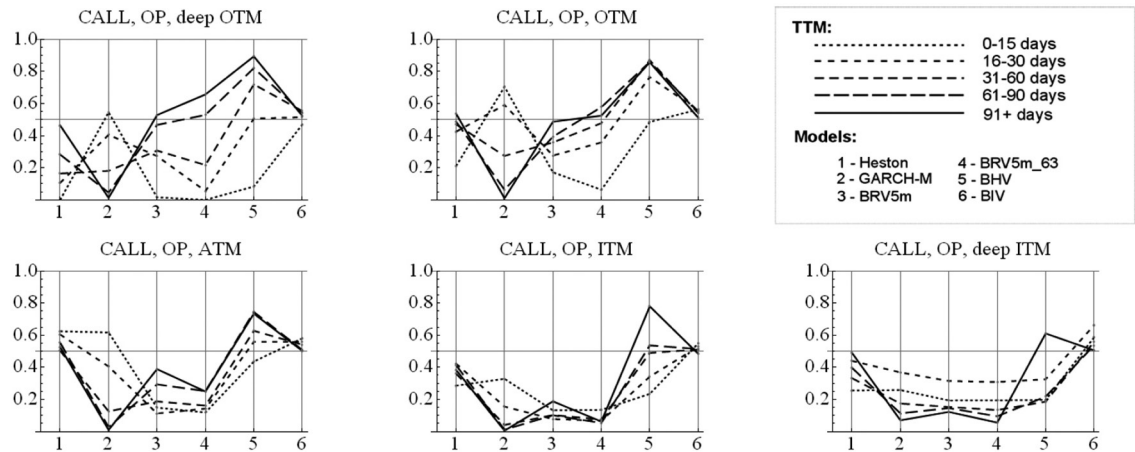 CALL, OP, deep OTM
1.0
0.8
0.6
0.4
0.2
1 2 3 4 5 6
CALL, OP, OTM
1.0
0.8
0.6
0.4
0.2
1 2 3 4 5 6
TTM:
0-15 days
16-30 days
31-60 days
61-90 days
91+ days
Models:
1 - Heston
2 - GARCH-M
3 - BRV5m
4 - BRV5m_63
5 - BHV
6 - BIV
CALL, OP, ATM
1.0
0.8
0.6
0.4
0.2
1 2 3 4 5 6
CALL, OP, ITM
1.0
0.8
0.6
0.4
0.2
1 2 3 4 5 6
CALL, OP, deep ITM
1.0
0.8
0.6
0.4
0.2
1 2 3 4 5 6